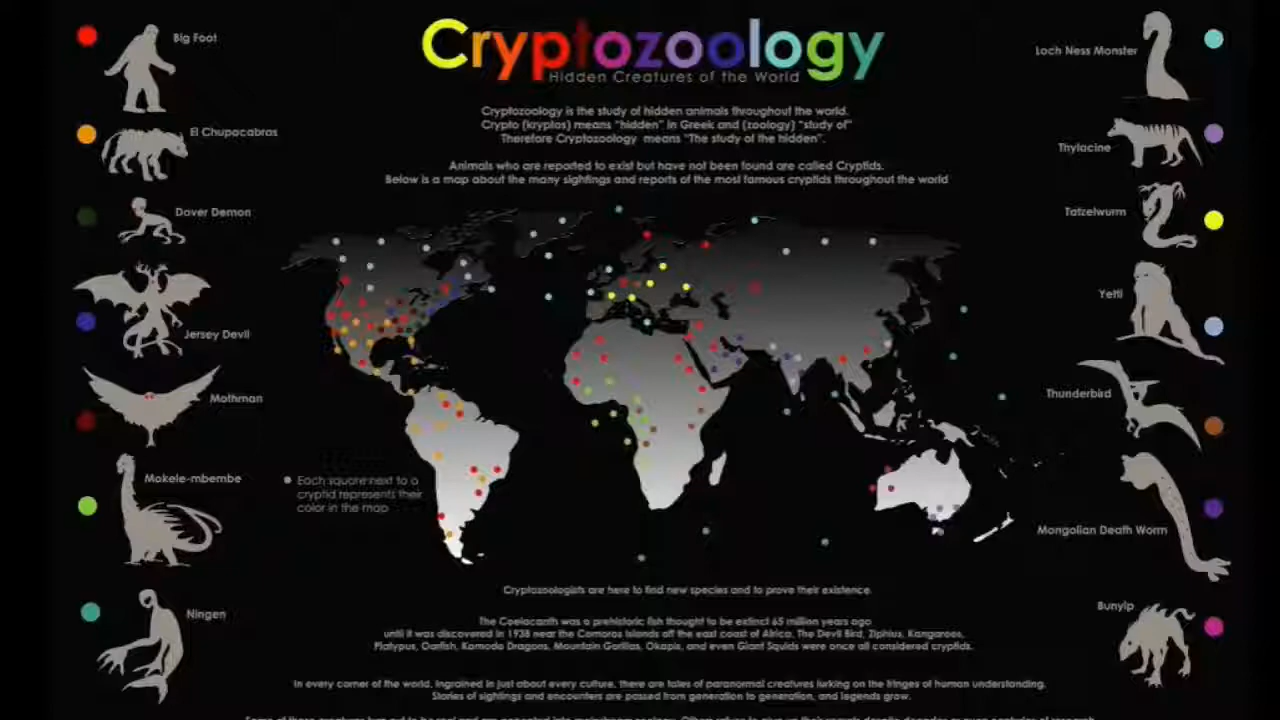 Cryptozoology
Hidden Creatures of the World
Cryptozoology is the study of hidden animals throughout the world.
Crypto (kryptos) means "hidden" in Greek and (zoology) "study of"
Therefore Cryptozoology means "The study of the hidden".
Animals who are reported to exist but have not been found are called Cryptids.
Below is a map about the many sightings and reports of the most famous cryptids throughout the world
Big Foot
El Chupacabras
Dover Demon
Jersey Devil
Mothman
Mokele-mbembe
Ningen
Loch Ness Monster
Thylacine
Tatzelwurm
Yetti
Thunderbird
Mongolian Death Worm
Bunyip
Each square next to a
cryptid represents their
color in the map
Cryptozoologists are here to find new species and to prove their existence.
The Coelacanth was a prehistoric fish thought to be extinct 65 million years ago
until it was discovered in 1938 near the Comoros Islands off the east coast of Africa. The Devil Bird, Ziphius, Kangaroos,
Platypus, Oarfish, Komodo Dragons, Mountain Gorillas, Okapis, and even Giant Squids were once all considered cryptids.
In every corner of the world, ingrained in just about every culture, there are tales of paranormal creatures lurking on the fringes of human understanding.
Stories of sightings and encounters are passed from generation to generation, and legends grow.